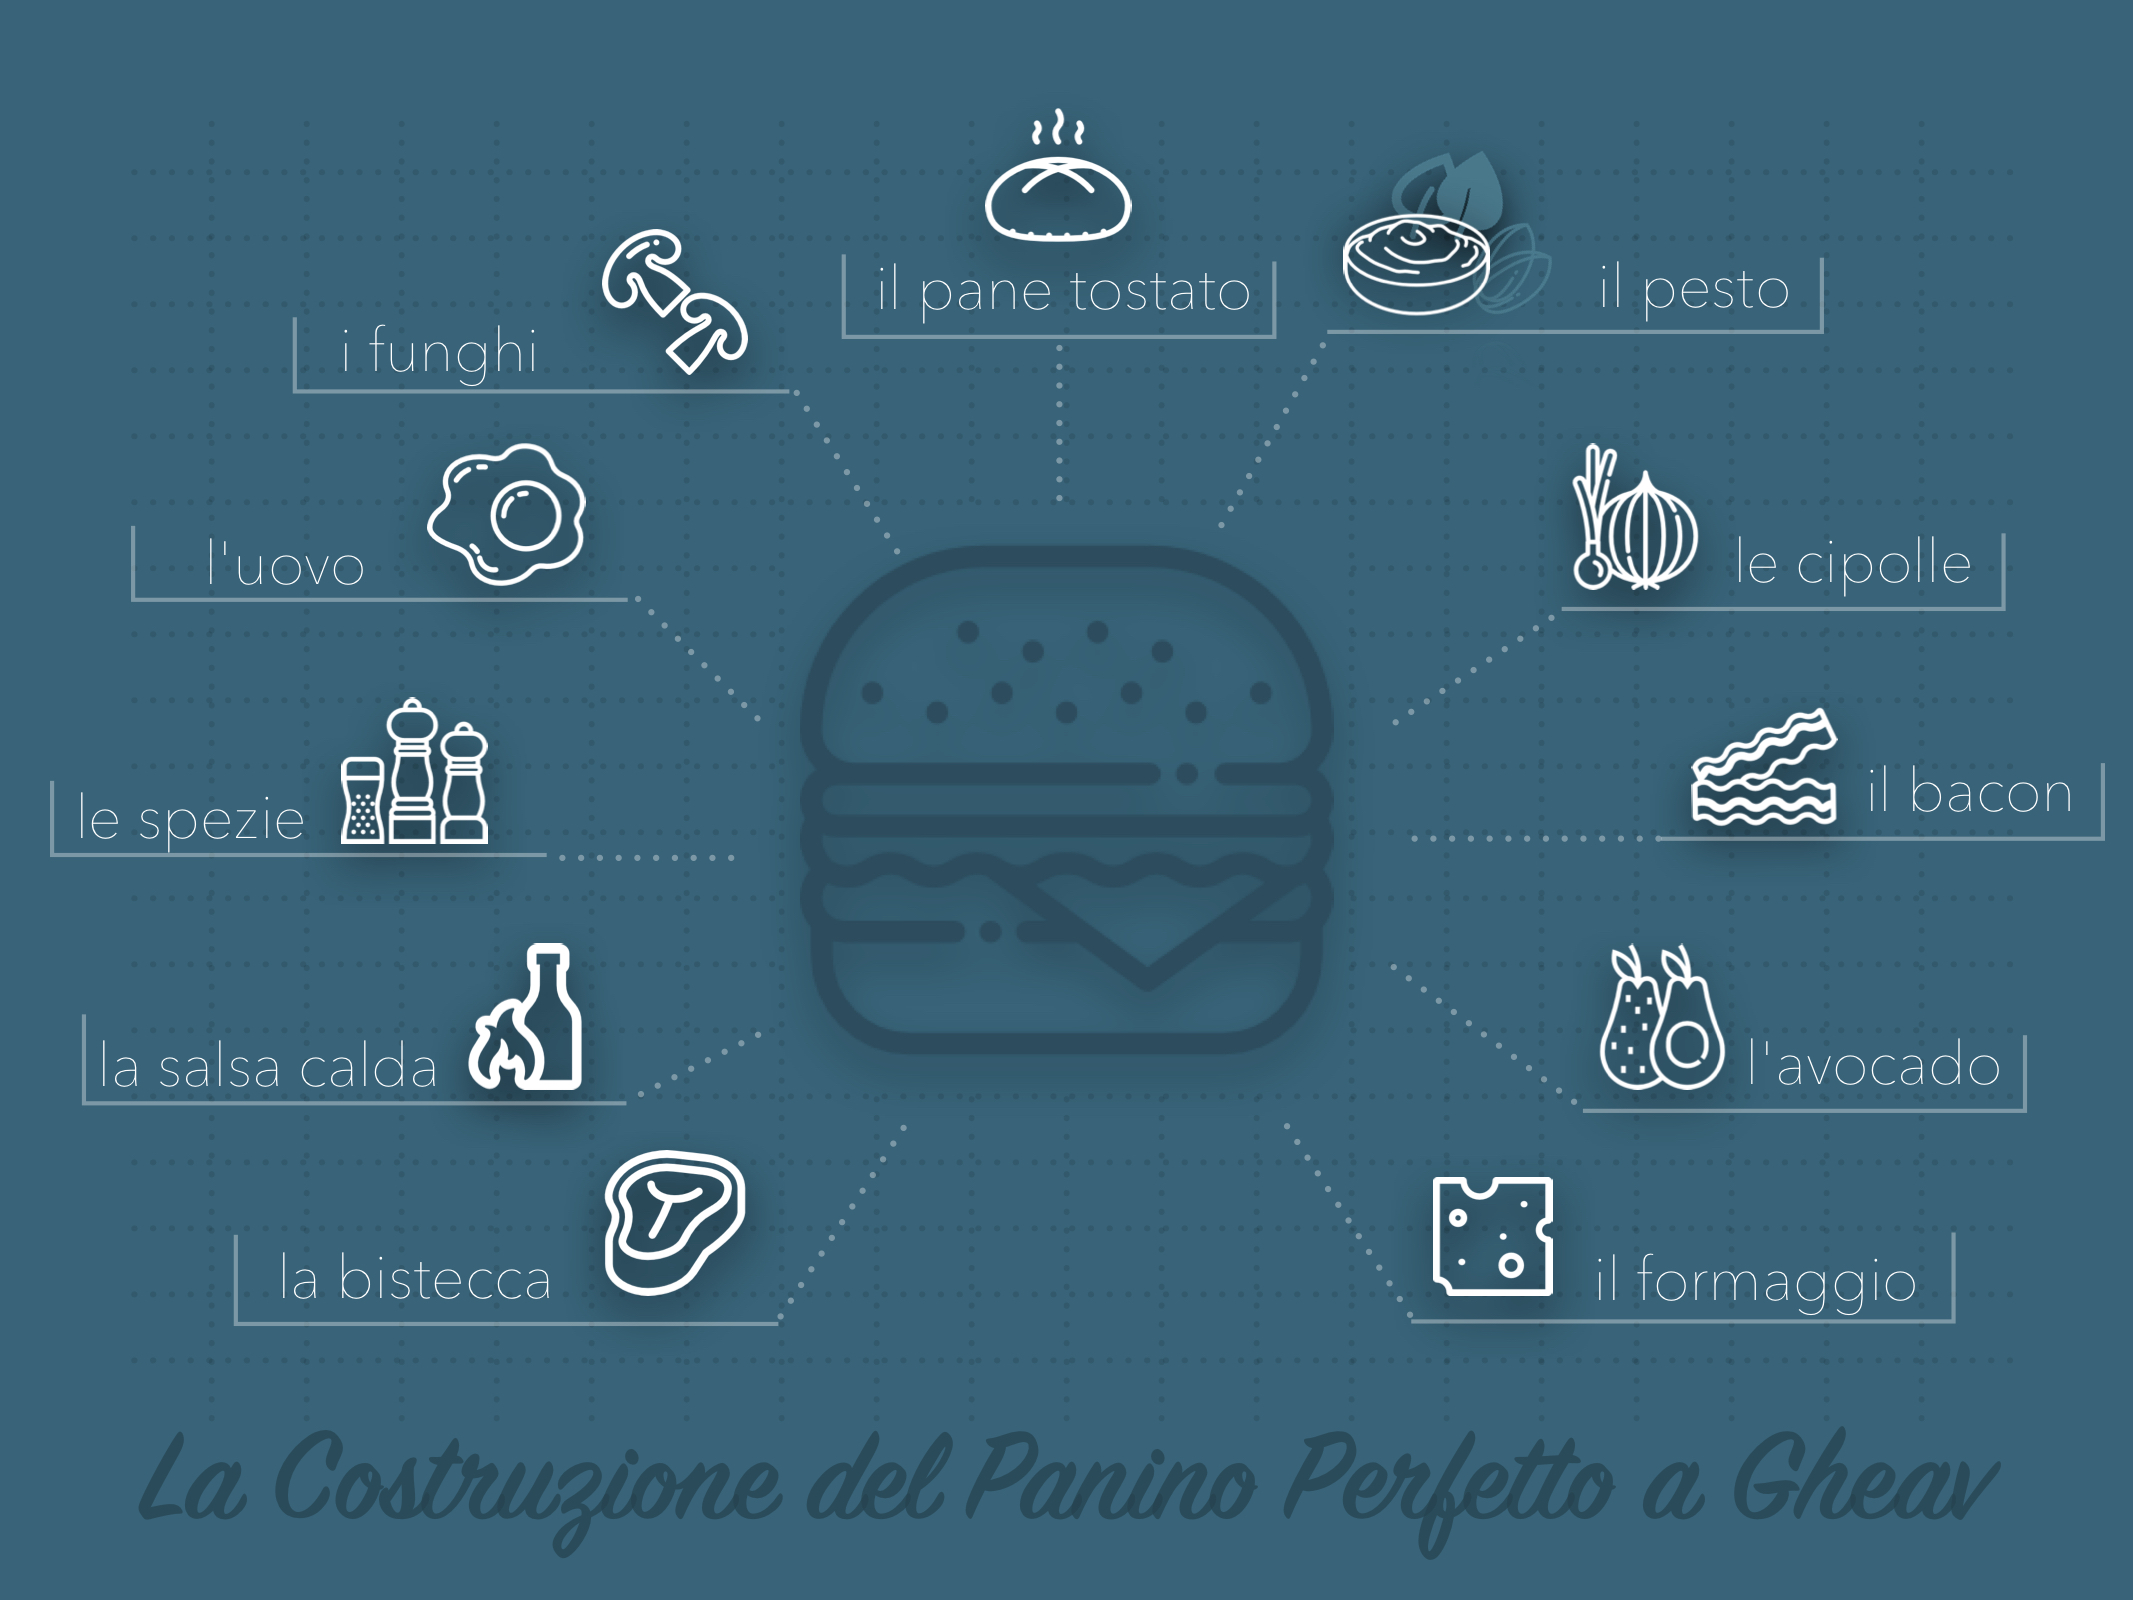 il pane tostato
il pesto
i funghi
l'uovo
le cipolle
le spezie
il bacon
la salsa calda
l'avocado
la bistecca
il formaggio
La Costruzione del Panino Perfetto a Gheav